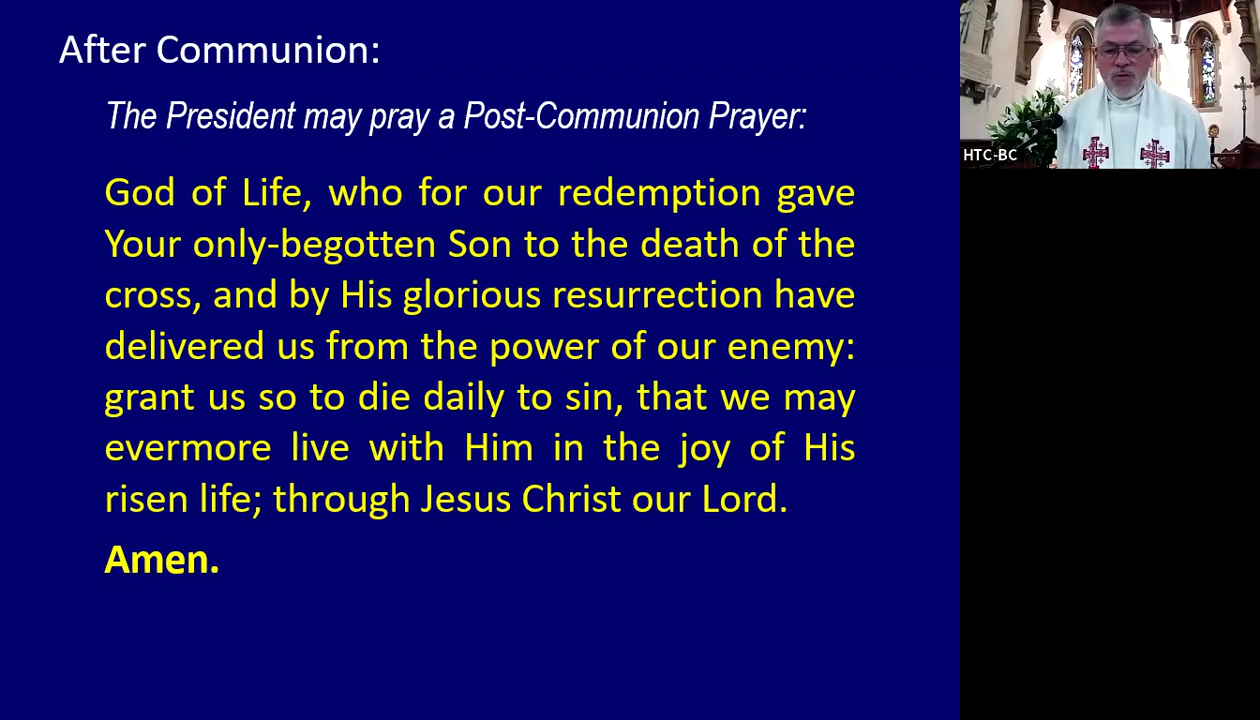 After Communion:
The President may pray a Post-Communion Prayer:
God of Life, who for our redemption gave
Your only-begotten Son to the death of the
cross, and by His glorious resurrection have
delivered us from the power of our enemy:
grant us so to die daily to sin, that we may
evermore live with Him in the joy of His
risen life; through Jesus Christ our Lord.
Amen.
HTC-BC